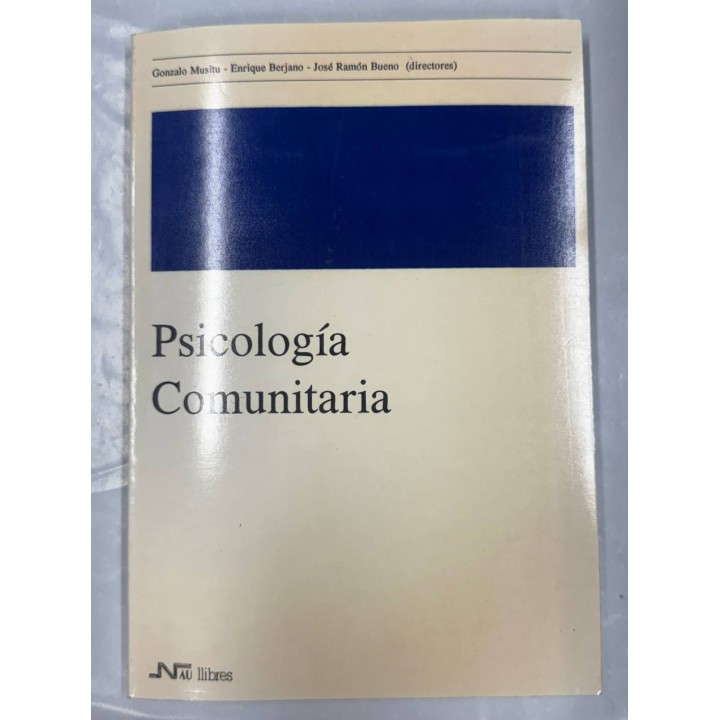 Gonzalo Musitu - Enrique Berjano - José Ramón Bueno (directores)
Psicología
Comunitaria
NAU llibres